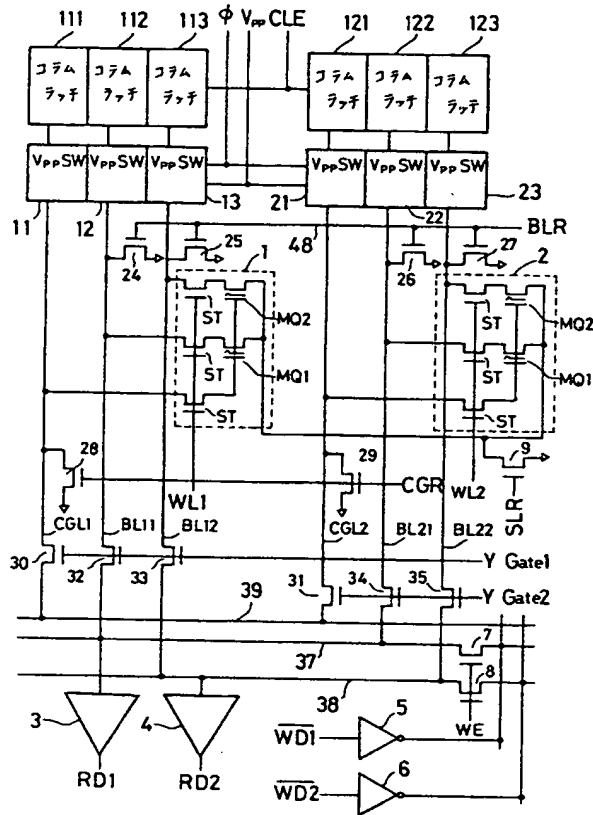 111 112 113 φ VPP CLE 121 122 123
コラム ラッチ コラム ラッチ コラム ラッチ コラム ラッチ コラム ラッチ コラム ラッチ
VPPSW VPPSW VPPSW VPPSW VPPSW VPPSW
11 12 13 21 22 23
48 BLR
24 25 1 26 27 2
ST MQ2 ST MQ2
ST MQ1 ST MQ1
ST ST
28 29 9
WL1 CGR WL2 SLR
CGL1 BL11 BL12 CGL2 BL21 BL22
30 32 33 Y Gate1
31 34 35 Y Gate2
39
37 7
38 8
WE
3 4 5
RD1 RD2 W̅D̅1̅
6
W̅D̅2̅